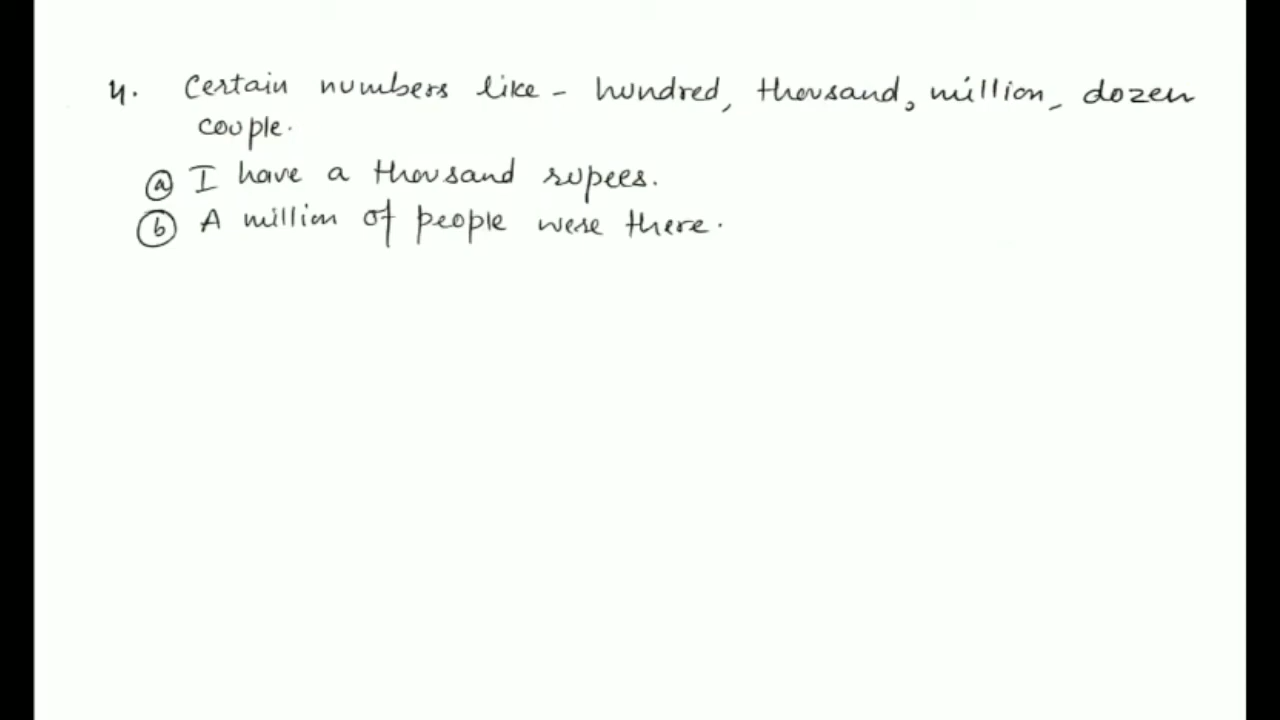 4. Certain numbers like - hundred, thousand, million, dozen
couple.
(a) I have a thousand rupees.
(b) A million of people were there.